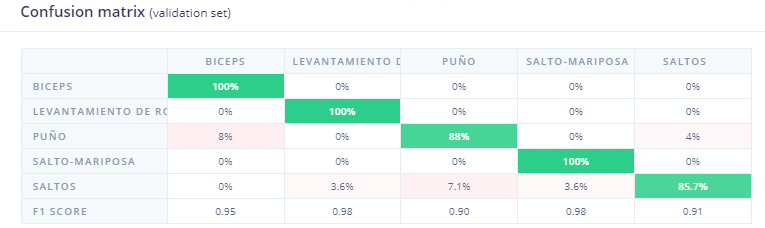 Confusion matrix (validation set)
BICEPS LEVANTAMIENTO PUÑO SALTO-MARIPOSA SALTOS
BICEPS 100% 0% 0% 0% 0%
LEVANTAMIENTO DE 0% 100% 0% 0% 0%
PUÑO 8% 0% 88% 0% 4%
SALTO-MARIPOSA 0% 0% 0% 100% 0%
SALTOS 0% 3.6% 7.1% 3.6% 85.7%
F1 SCORE 0.95 0.98 0.90 0.98 0.91